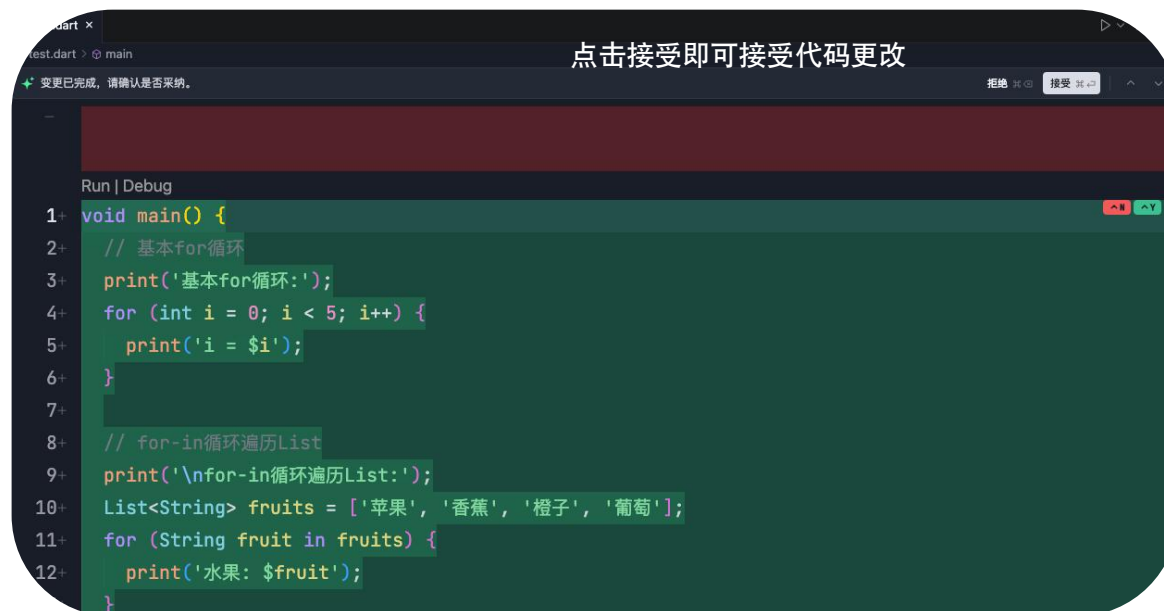 dart ×
test.dart > main
点击接受即可接受代码更改
变更已完成，请确认是否采纳。
拒绝 ⌘⌫ 接受 ⌘⏎
Run | Debug
1+ void main() {
^N ^Y
2+ // 基本for循环
3+ print('基本for循环:');
4+ for (int i = 0; i < 5; i++) {
5+ print('i = $i');
6+ }
7+
8+ // for-in循环遍历List
9+ print('\nfor-in循环遍历List:');
10+ List<String> fruits = ['苹果', '香蕉', '橙子', '葡萄'];
11+ for (String fruit in fruits) {
12+ print('水果: $fruit');
}